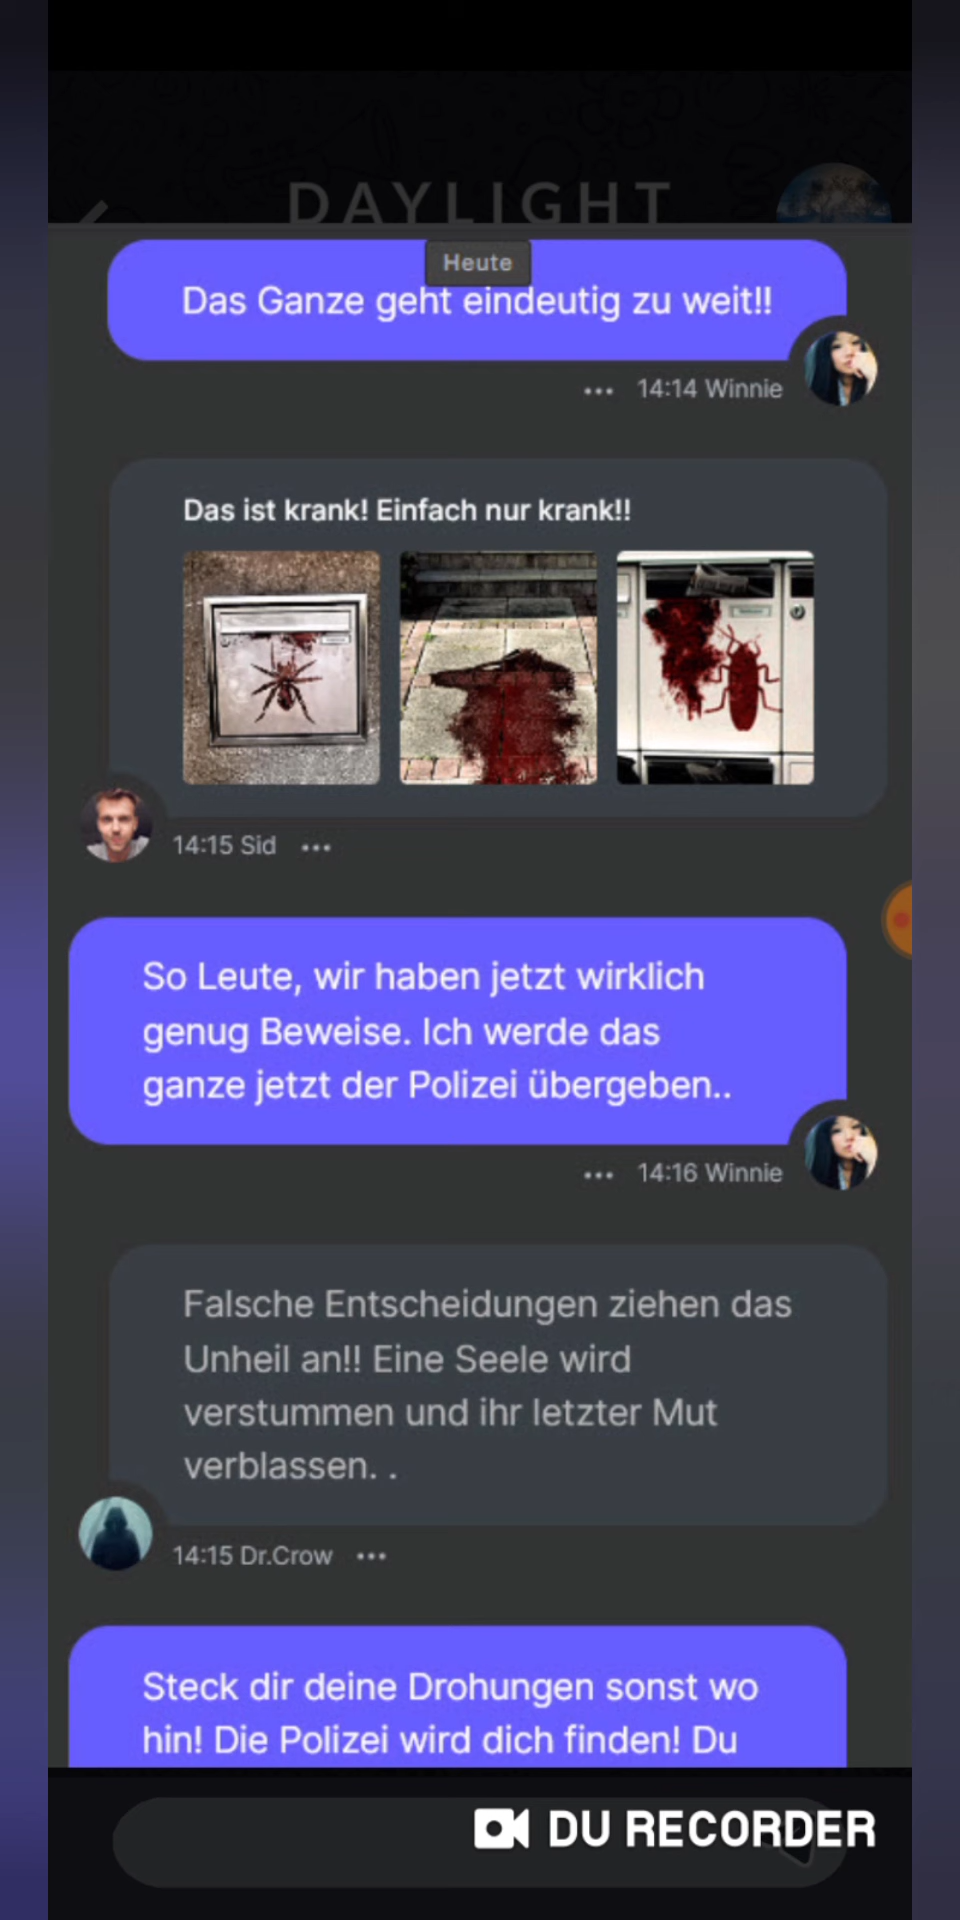 DAYLIGHT
Heute
Das Ganze geht eindeutig zu weit!!
••• 14:14 Winnie
Das ist krank! Einfach nur krank!!
14:15 Sid •••
So Leute, wir haben jetzt wirklich
genug Beweise. Ich werde das
ganze jetzt der Polizei übergeben..
••• 14:16 Winnie
Falsche Entscheidungen ziehen das
Unheil an!! Eine Seele wird
verstummen und ihr letzter Mut
verblassen. .
14:15 Dr.Crow •••
Steck dir deine Drohungen sonst wo
hin! Die Polizei wird dich finden! Du
DU RECORDER